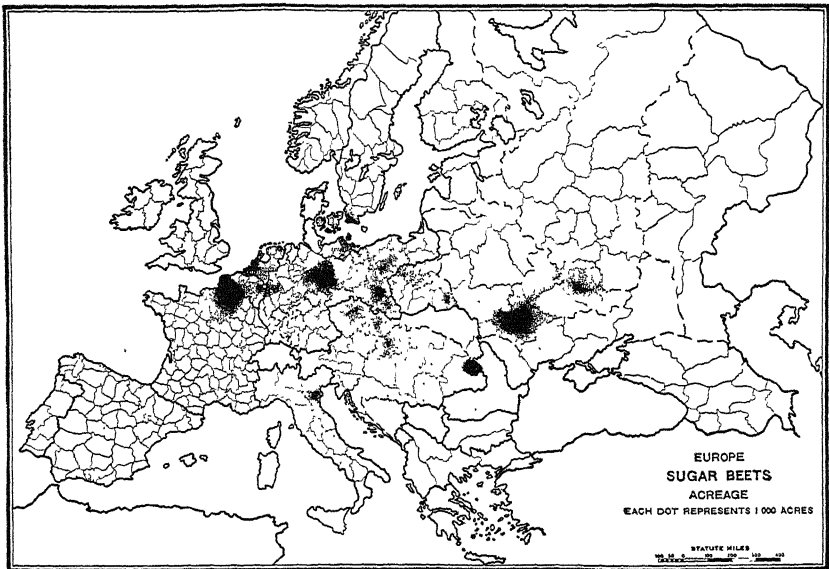 EUROPE
SUGAR BEETS
ACREAGE
EACH DOT REPRESENTS 1 000 ACRES
STATUTE MILES